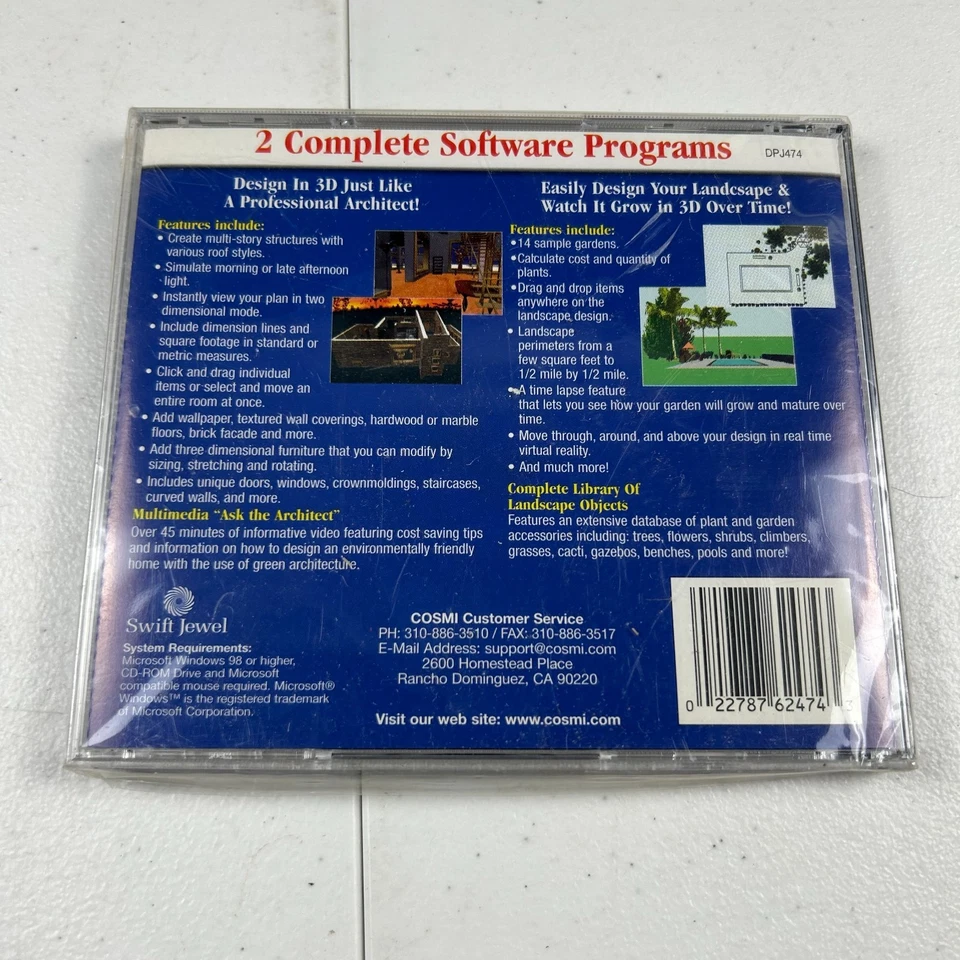 2 Complete Software Programs
DPJ474
Design In 3D Just Like
A Professional Architect!
Features include:
• Create multi-story structures with
various roof styles.
• Simulate morning or late afternoon
light.
• Instantly view your plan in two
dimensional mode.
• Include dimension lines and
square footage in standard or
metric measures.
• Click and drag individual
items or select and move an
entire room at once.
• Add wallpaper, textured wall coverings, hardwood or marble
floors, brick facade and more.
• Add three dimensional furniture that you can modify by
sizing, stretching and rotating.
• Includes unique doors, windows, crownmoldings, staircases,
curved walls, and more.
Multimedia "Ask the Architect"
Over 45 minutes of informative video featuring cost saving tips
and information on how to design an environmentally friendly
home with the use of green architecture.
Easily Design Your Landcsape &
Watch It Grow in 3D Over Time!
Features include:
• 14 sample gardens.
• Calculate cost and quantity of
plants.
• Drag and drop items
anywhere on the
landscape design.
• Landscape
perimeters from a
few square feet to
1/2 mile by 1/2 mile.
• A time lapse feature
that lets you see how your garden will grow and mature over
time.
• Move through, around, and above your design in real time
virtual reality.
• And much more!
Complete Library Of
Landscape Objects
Features an extensive database of plant and garden
accessories including: trees, flowers, shrubs, climbers,
grasses, cacti, gazebos, benches, pools and more!
Swift Jewel
System Requirements:
Microsoft Windows 98 or higher,
CD-ROM Drive and Microsoft
compatible mouse required. Microsoft®
Windows™ is the registered trademark
of Microsoft Corporation.
COSMI Customer Service
PH: 310-886-3510 / FAX: 310-886-3517
E-Mail Address: support@cosmi.com
2600 Homestead Place
Rancho Dominguez, CA 90220
Visit our web site: www.cosmi.com
0 22787 62474 3